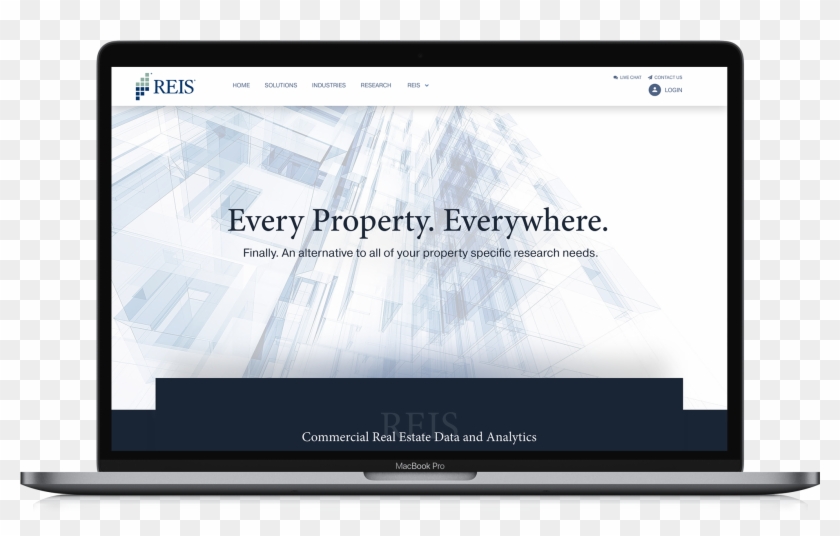 REIS
HOME SOLUTIONS INDUSTRIES RESEARCH REIS
LIVE CHAT CONTACT US
LOGIN
Every Property. Everywhere.
Finally. An alternative to all of your property specific research needs.
REIS
Commercial Real Estate Data and Analytics
MacBook Pro